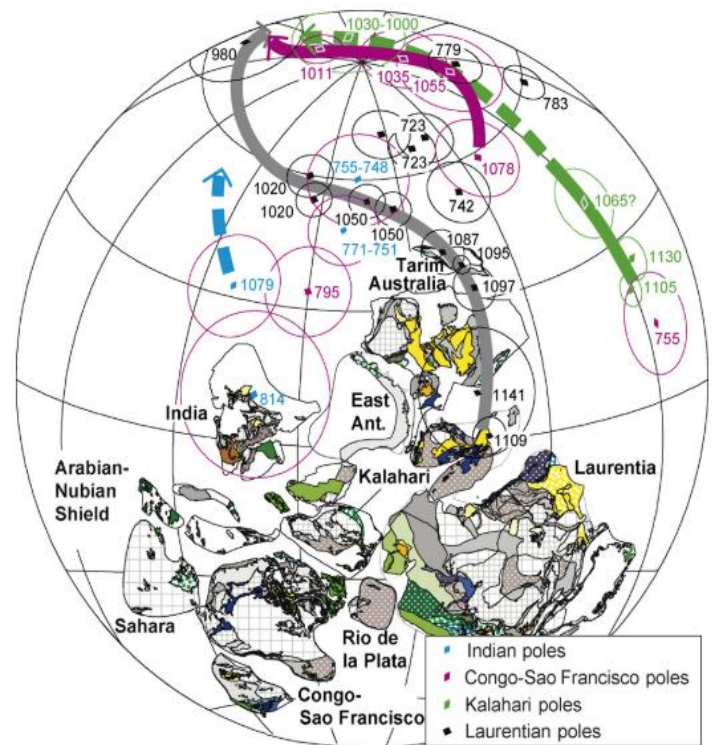 1030-1000
980
1011
1035
1055
779
783
723
723
1078
755-748
742
1020
1020
1050
1050
1065?
771-751
1087
1095
1130
1079
795
Tarim
Australia
1097
1105
755
814
East
Ant.
1141
India
1109
Arabian-
Nubian
Shield
Kalahari
Laurentia
Sahara
Rio de
la Plata
Congo-
Sao Francisco
Indian poles
Congo-Sao Francisco poles
Kalahari poles
Laurentian poles